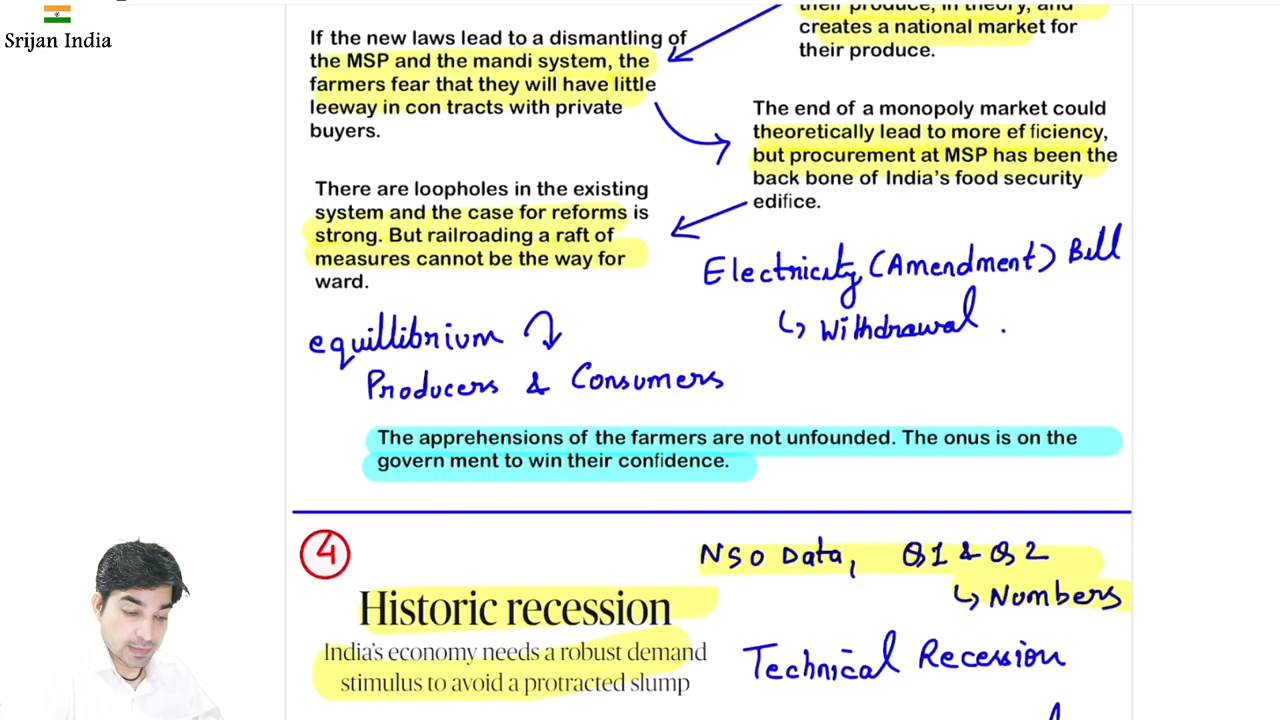 Srijan India
their produce, in theory, and
creates a national market for
their produce.
If the new laws lead to a dismantling of
the MSP and the mandi system, the
farmers fear that they will have little
leeway in con tracts with private
buyers.
The end of a monopoly market could
theoretically lead to more ef ficiency,
but procurement at MSP has been the
back bone of India's food security
edifice.
There are loopholes in the existing
system and the case for reforms is
strong. But railroading a raft of
measures cannot be the way for
ward.
Electricity (Amendment) Bill
↳ Withdrawal .
equillibrium
Producers & Consumers
The apprehensions of the farmers are not unfounded. The onus is on the
govern ment to win their confidence.
4
NSO Data, Q1 & Q2
↳ Numbers
Historic recession
India's economy needs a robust demand
stimulus to avoid a protracted slump
Technical Recession